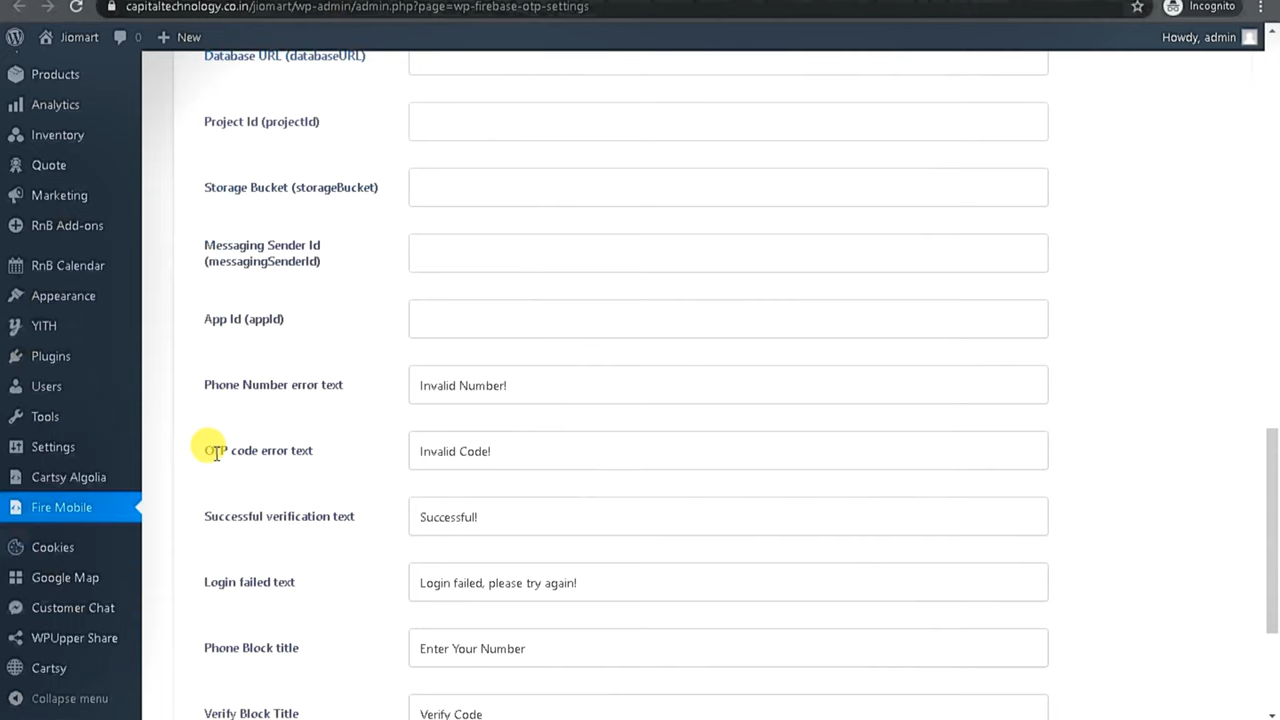 capitaltechnology.co.in/jiomart/wp-admin/admin.php?page=wp-firebase-otp-settings
Incognito
Jiomart
0
New
Howdy, admin
Products
Analytics
Inventory
Quote
Marketing
RnB Add-ons
RnB Calendar
Appearance
YITH
Plugins
Users
Tools
Settings
Cartsy Algolia
Fire Mobile
Cookies
Google Map
Customer Chat
WPUpper Share
Cartsy
Collapse menu
Database URL (databaseURL)
Project Id (projectId)
Storage Bucket (storageBucket)
Messaging Sender Id
(messagingSenderId)
App Id (appId)
Phone Number error text
Invalid Number!
OTP code error text
Invalid Code!
Successful verification text
Successful!
Login failed text
Login failed, please try again!
Phone Block title
Enter Your Number
Verify Block Title
Verify Code